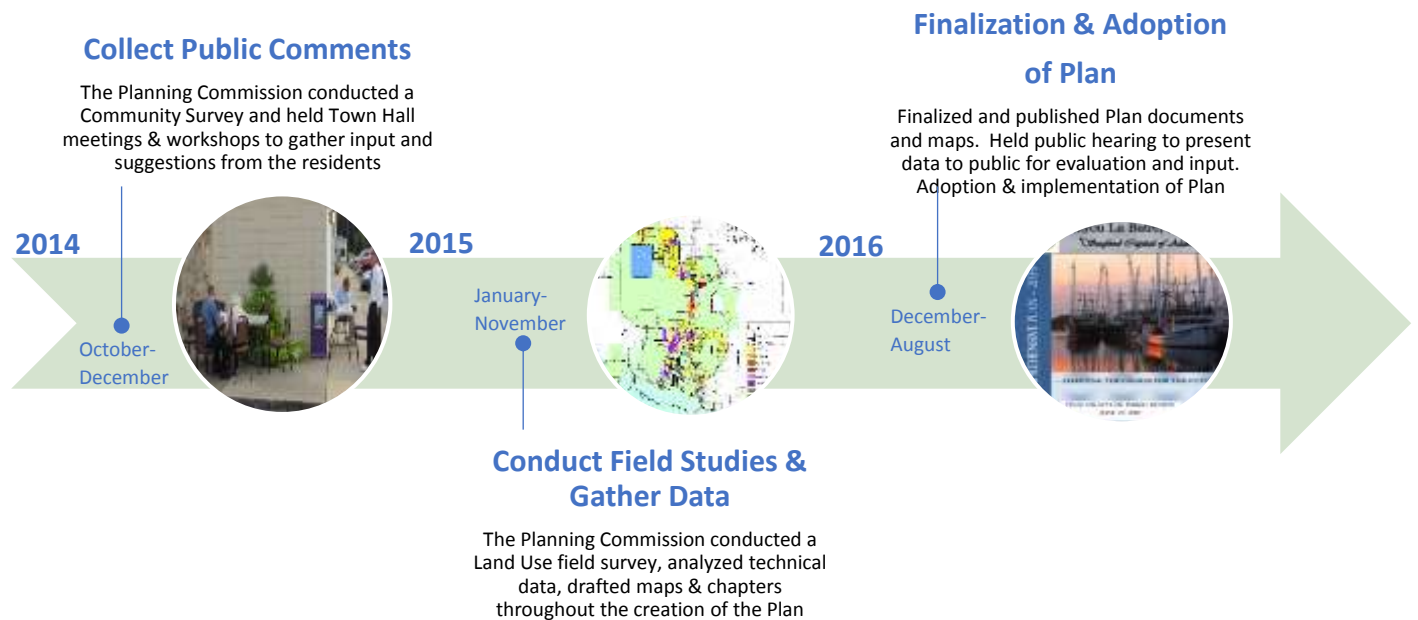 Collect Public Comments
The Planning Commission conducted a
Community Survey and held Town Hall
meetings & workshops to gather input and
suggestions from the residents
2014
October-
December
2015
January-
November
Conduct Field Studies &
Gather Data
The Planning Commission conducted a
Land Use field survey, analyzed technical
data, drafted maps & chapters
throughout the creation of the Plan
Finalization & Adoption
of Plan
Finalized and published Plan documents
and maps. Held public hearing to present
data to public for evaluation and input.
Adoption & implementation of Plan
2016
December-
August